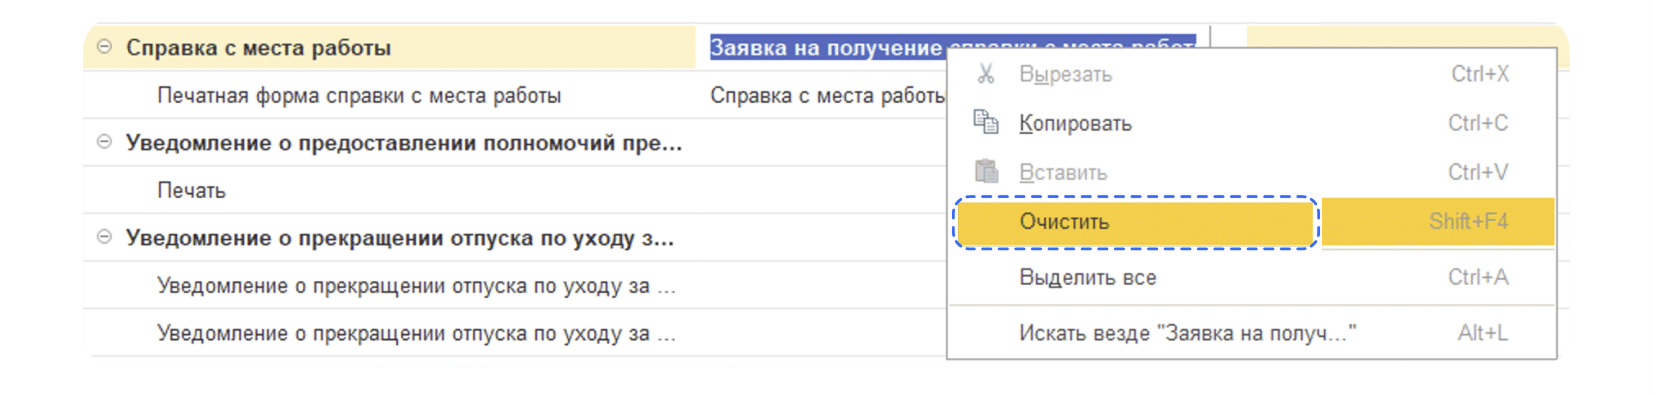 Справка с места работы Заявка на получение
Печатная форма справки с места работы Справка с места работы
Уведомление о предоставлении полномочий пре...
Печать
Уведомление о прекращении отпуска по уходу з...
Уведомление о прекращении отпуска по уходу за ...
Уведомление о прекращении отпуска по уходу за ...
Вырезать Ctrl+X
Копировать Ctrl+C
Вставить Ctrl+V
Очистить Shift+F4
Выделить все Ctrl+A
Искать везде "Заявка на получ..." Alt+L